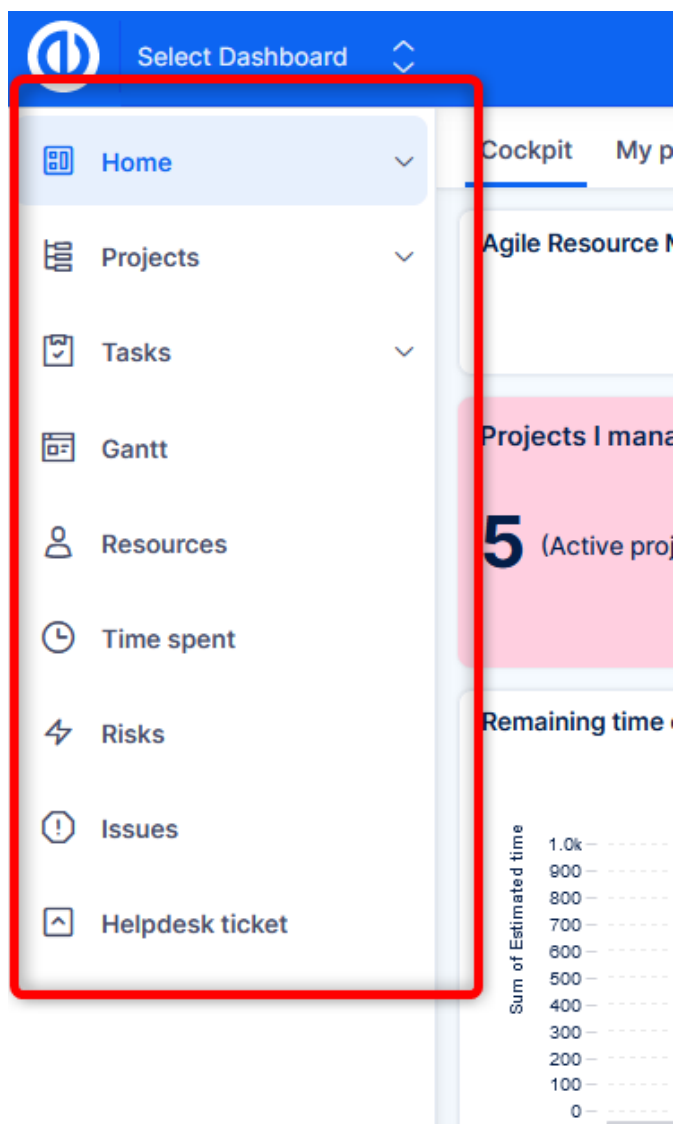 Select Dashboard
Home
Projects
Tasks
Gantt
Resources
Time spent
Risks
Issues
Helpdesk ticket
Cockpit My p
Agile Resource
Projects I mana
5 (Active proj
Remaining time
Sum of Estimated time
1.0k
900
800
700
600
500
400
300
200
100
0